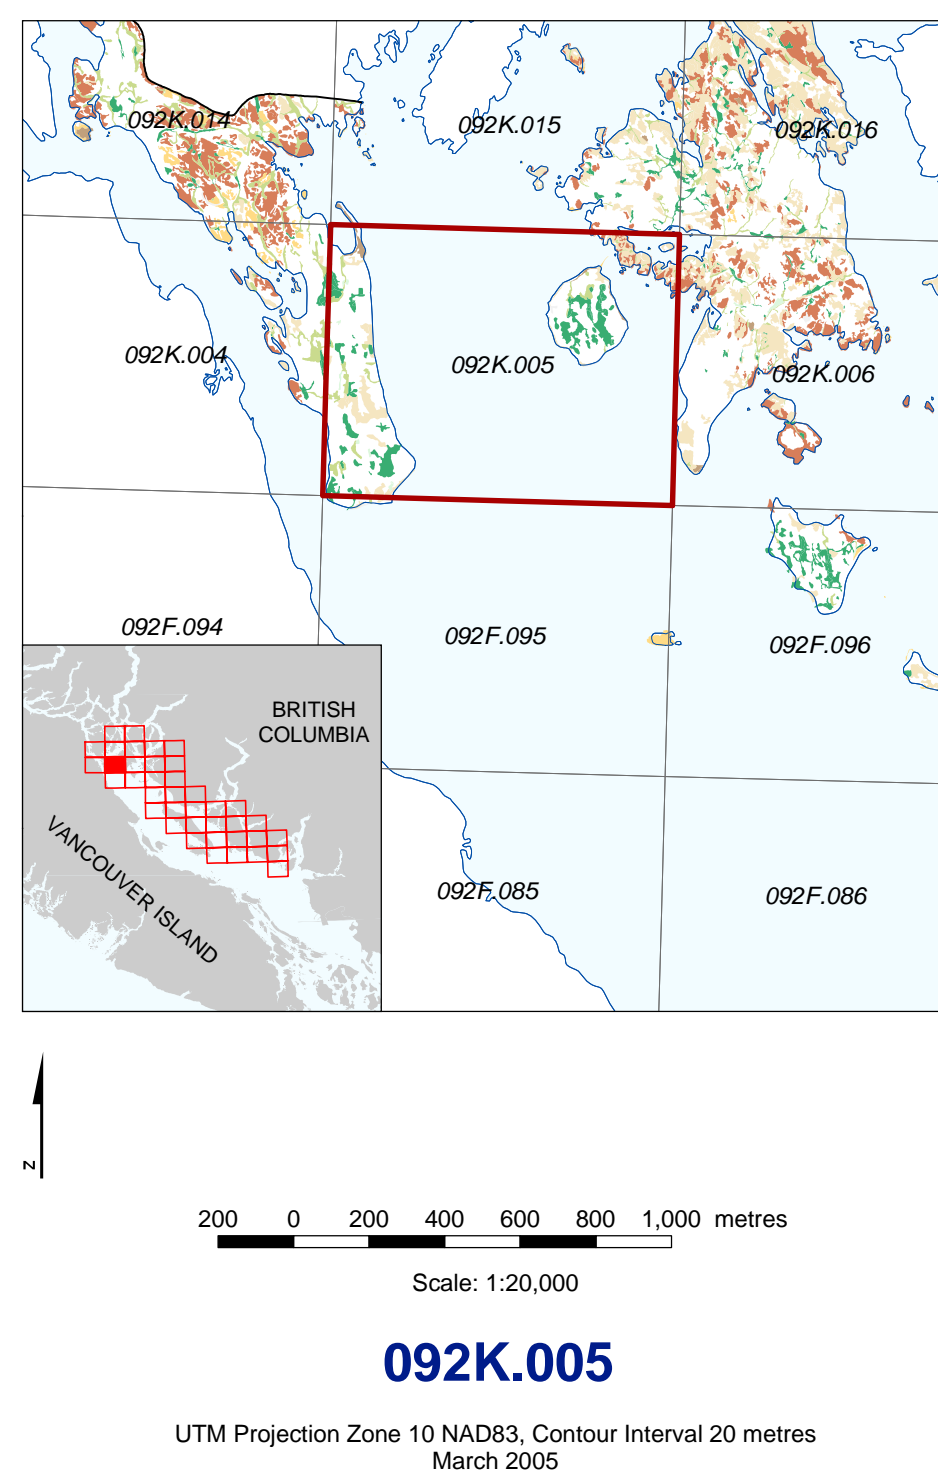 092K.014
092K.015
092K.016
092K.004
092K.005
092K.006
092F.094
092F.095
092F.096
BRITISH
COLUMBIA
VANCOUVER ISLAND
092F.085
092F.086
N
200 0 200 400 600 800 1,000 metres
Scale: 1:20,000
092K.005
UTM Projection Zone 10 NAD83, Contour Interval 20 metres
March 2005